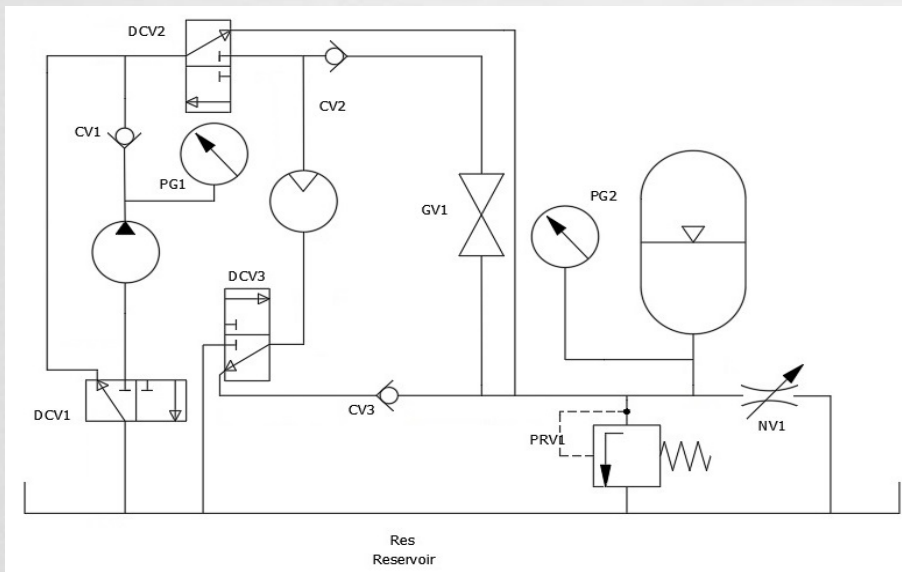 DCV2
CV1
CV2
PG1
PG2
GV1
DCV3
DCV1
CV3
PRV1
NV1
Res
Reservoir